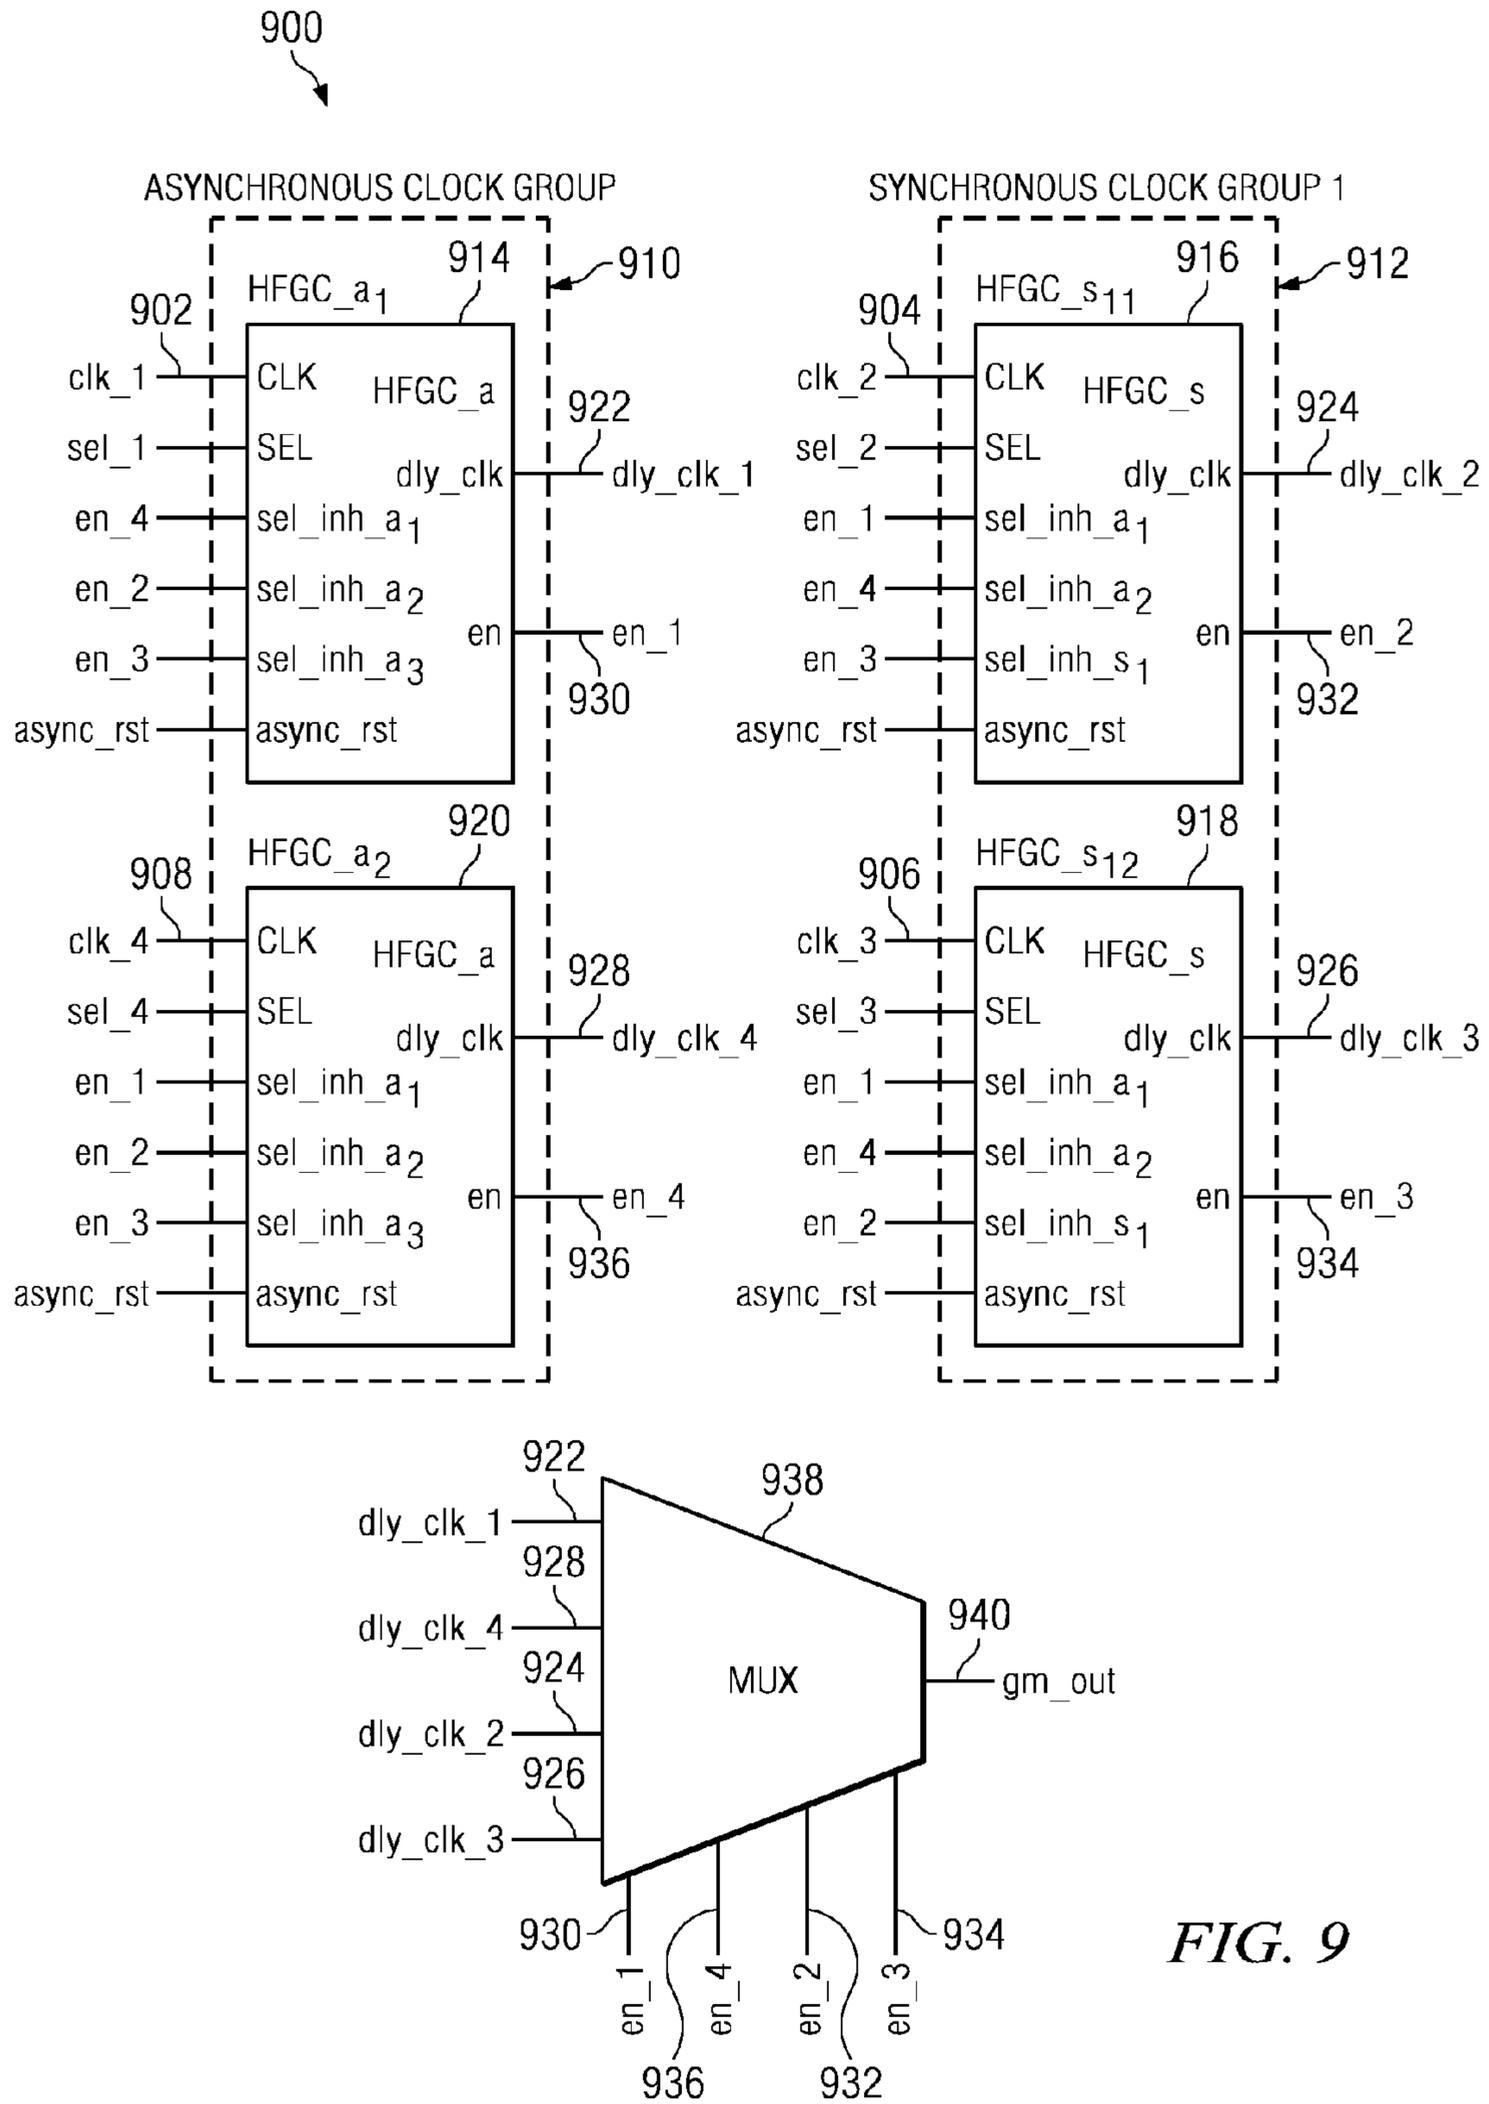 900
ASYNCHRONOUS CLOCK GROUP
910
914
HFGC_a1
902
clk_1
CLK
HFGC_a
sel_1
SEL
922
dly_clk
dly_clk_1
en_4
sel_inh_a1
en_2
sel_inh_a2
en
en_1
930
en_3
sel_inh_a3
async_rst
async_rst
920
HFGC_a2
908
clk_4
CLK
HFGC_a
sel_4
SEL
928
dly_clk
dly_clk_4
en_1
sel_inh_a1
en_2
sel_inh_a2
en
en_4
936
en_3
sel_inh_a3
async_rst
async_rst
SYNCHRONOUS CLOCK GROUP 1
912
916
HFGC_s11
904
clk_2
CLK
HFGC_s
sel_2
SEL
924
dly_clk
dly_clk_2
en_1
sel_inh_a1
en_4
sel_inh_a2
en
en_2
932
en_3
sel_inh_s1
async_rst
async_rst
918
HFGC_s12
906
clk_3
CLK
HFGC_s
sel_3
SEL
926
dly_clk
dly_clk_3
en_1
sel_inh_a1
en_4
sel_inh_a2
en
en_3
934
en_2
sel_inh_s1
async_rst
async_rst
922
dly_clk_1
928
dly_clk_4
924
dly_clk_2
926
dly_clk_3
938
MUX
940
gm_out
930
en_1
936
en_4
932
en_2
934
en_3
FIG. 9